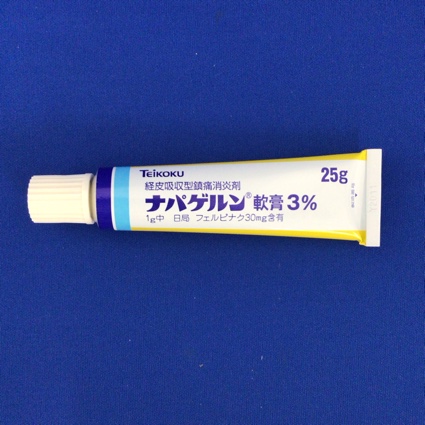 TEIKOKU
25g
経皮吸収型鎮痛消炎剤
ナパゲルン® 軟膏 3%
1g中 日局 フェルビナク30mg含有